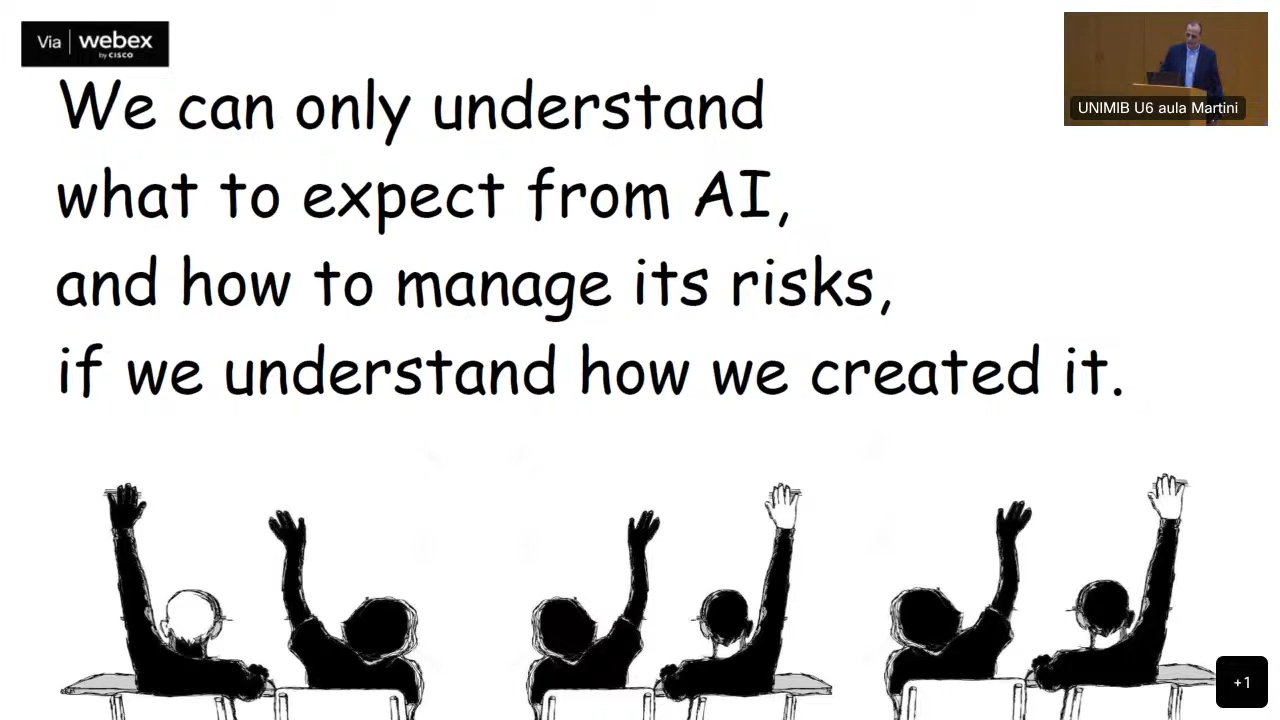 Via webex
by CISCO
UNIMIB U6 aula Martini
We can only understand
what to expect from AI,
and how to manage its risks,
if we understand how we created it.
+1